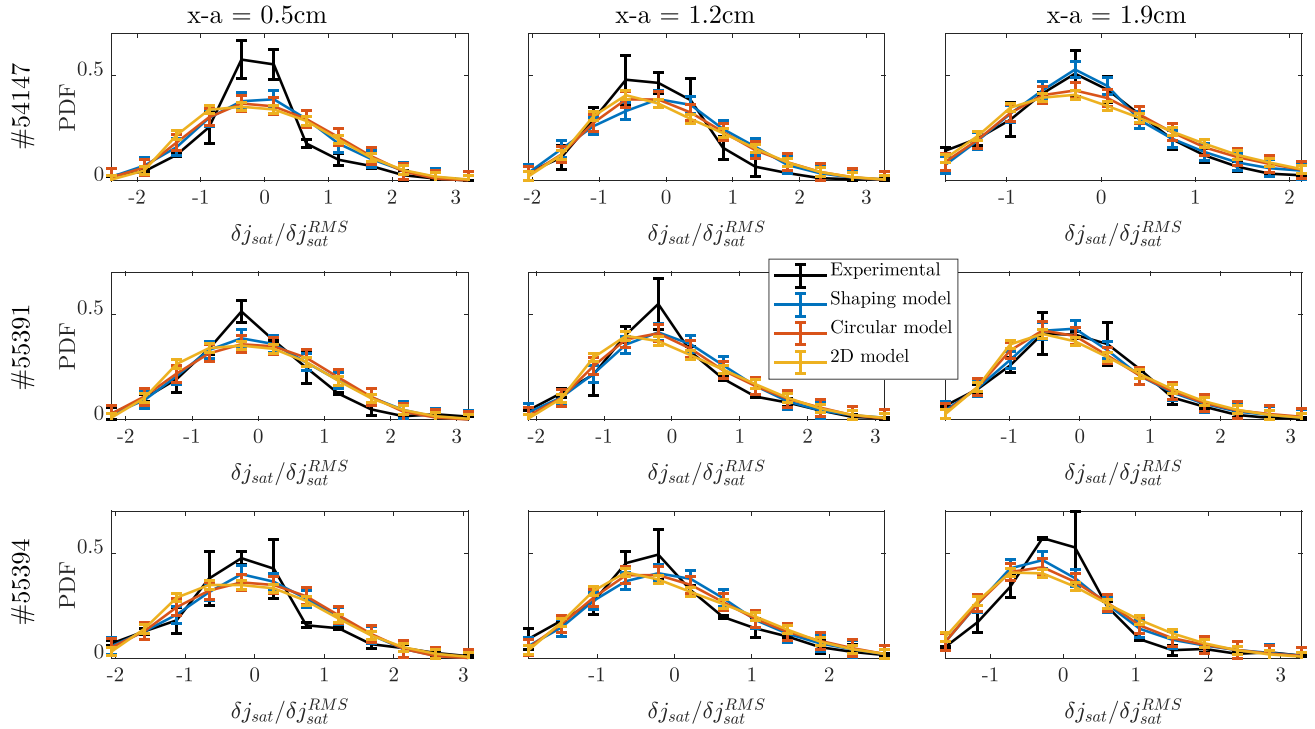 x-a = 0.5cm x-a = 1.2cm x-a = 1.9cm
#54147
PDF
0.5
0
-2 -1 0 1 2 3
-2 -1 0 1 2 3
-1 0 1 2
δj_sat/δj_sat^RMS δj_sat/δj_sat^RMS δj_sat/δj_sat^RMS
#55391
PDF
0.5
0
-2 -1 0 1 2 3
-2 -1 0 1 2 3
-1 0 1 2 3
δj_sat/δj_sat^RMS δj_sat/δj_sat^RMS δj_sat/δj_sat^RMS
Experimental
Shaping model
Circular model
2D model
#55394
PDF
0.5
0
-2 -1 0 1 2 3
-1 0 1 2
-1 0 1 2 3
δj_sat/δj_sat^RMS δj_sat/δj_sat^RMS δj_sat/δj_sat^RMS